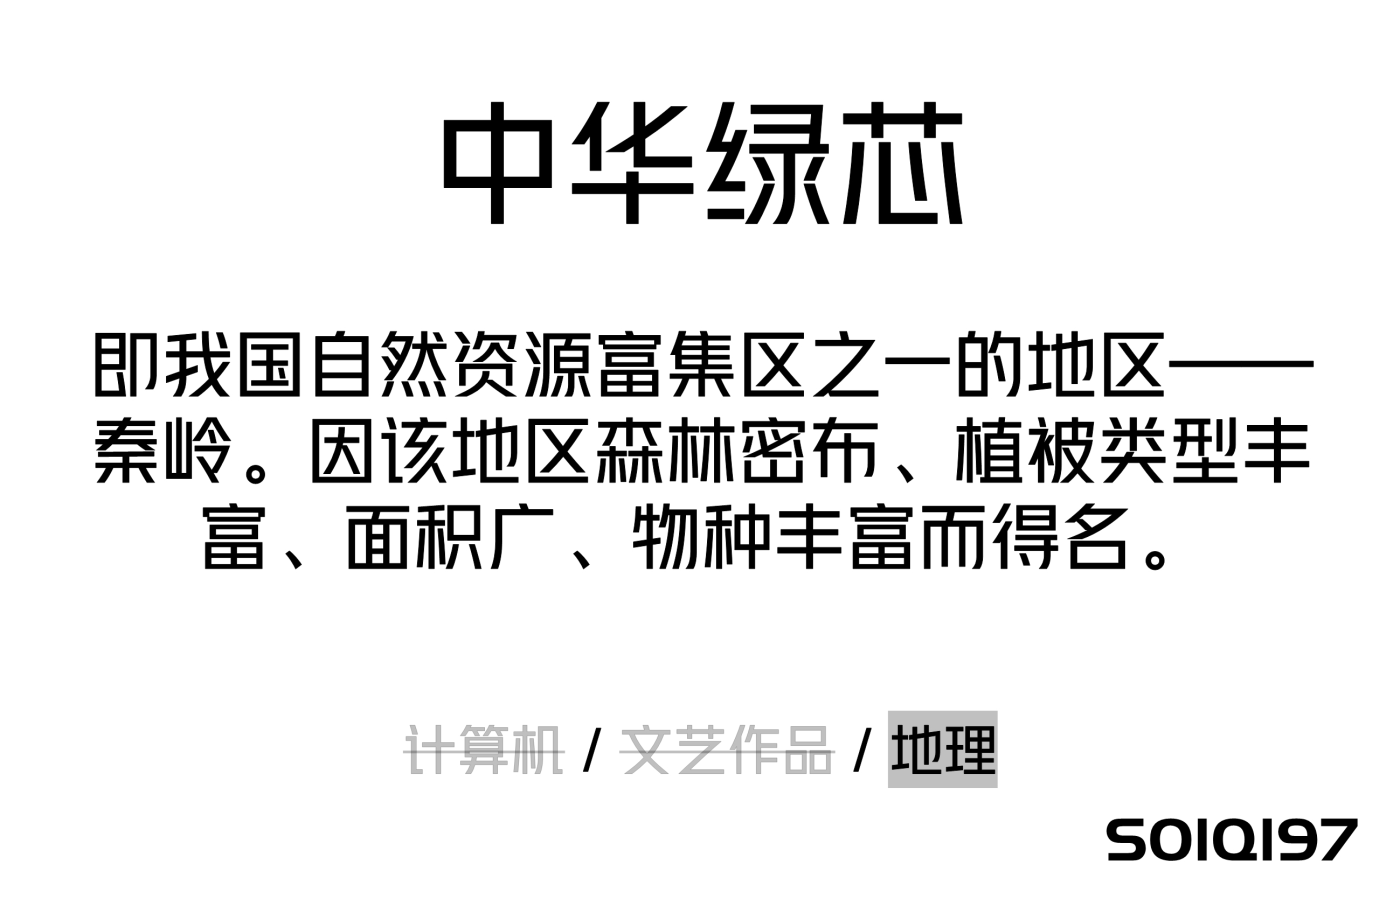 中华绿芯
即我国自然资源富集区之一的地区——
秦岭。因该地区森林密布、植被类型丰
富、面积广、物种丰富而得名。
计算机 / 文艺作品 / 地理
S01Q197